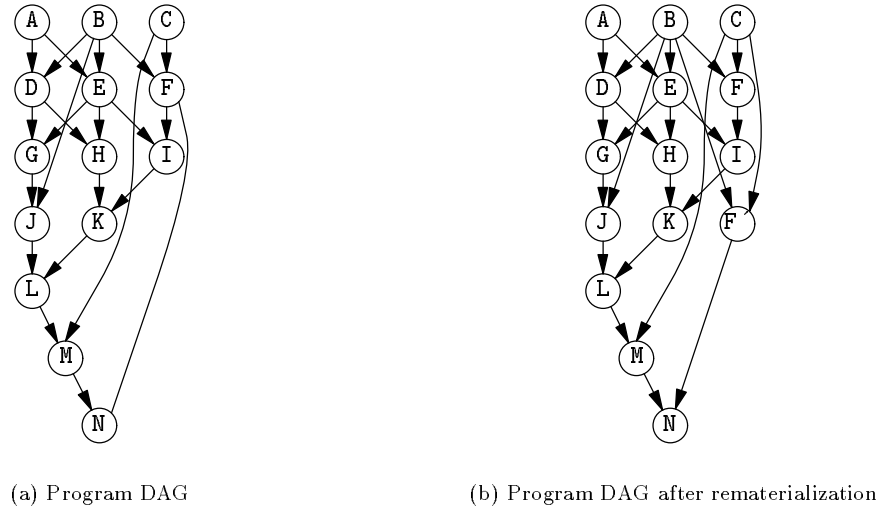 A B C A B C
D E F D E F
G H I G H I
J K J K F
L L
M M
N N
(a) Program DAG (b) Program DAG after rematerialization